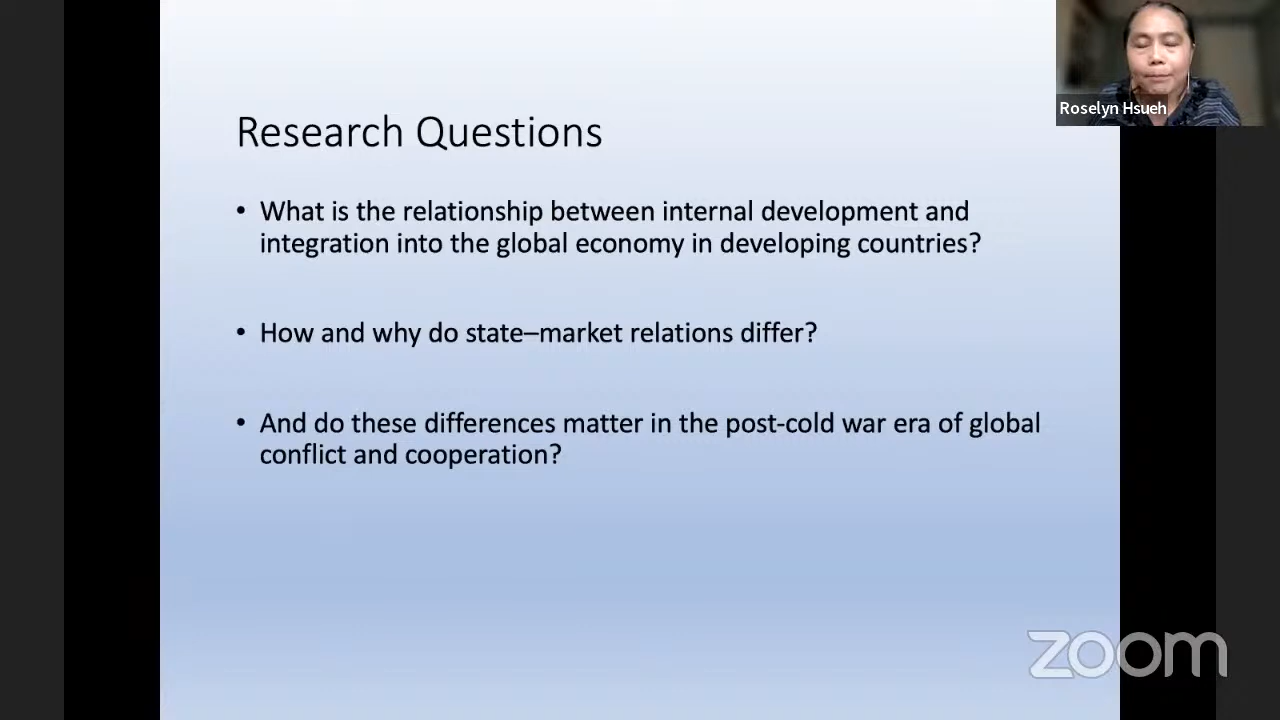 Roselyn Hsueh
Research Questions
• What is the relationship between internal development and
integration into the global economy in developing countries?
• How and why do state–market relations differ?
• And do these differences matter in the post-cold war era of global
conflict and cooperation?
zoom